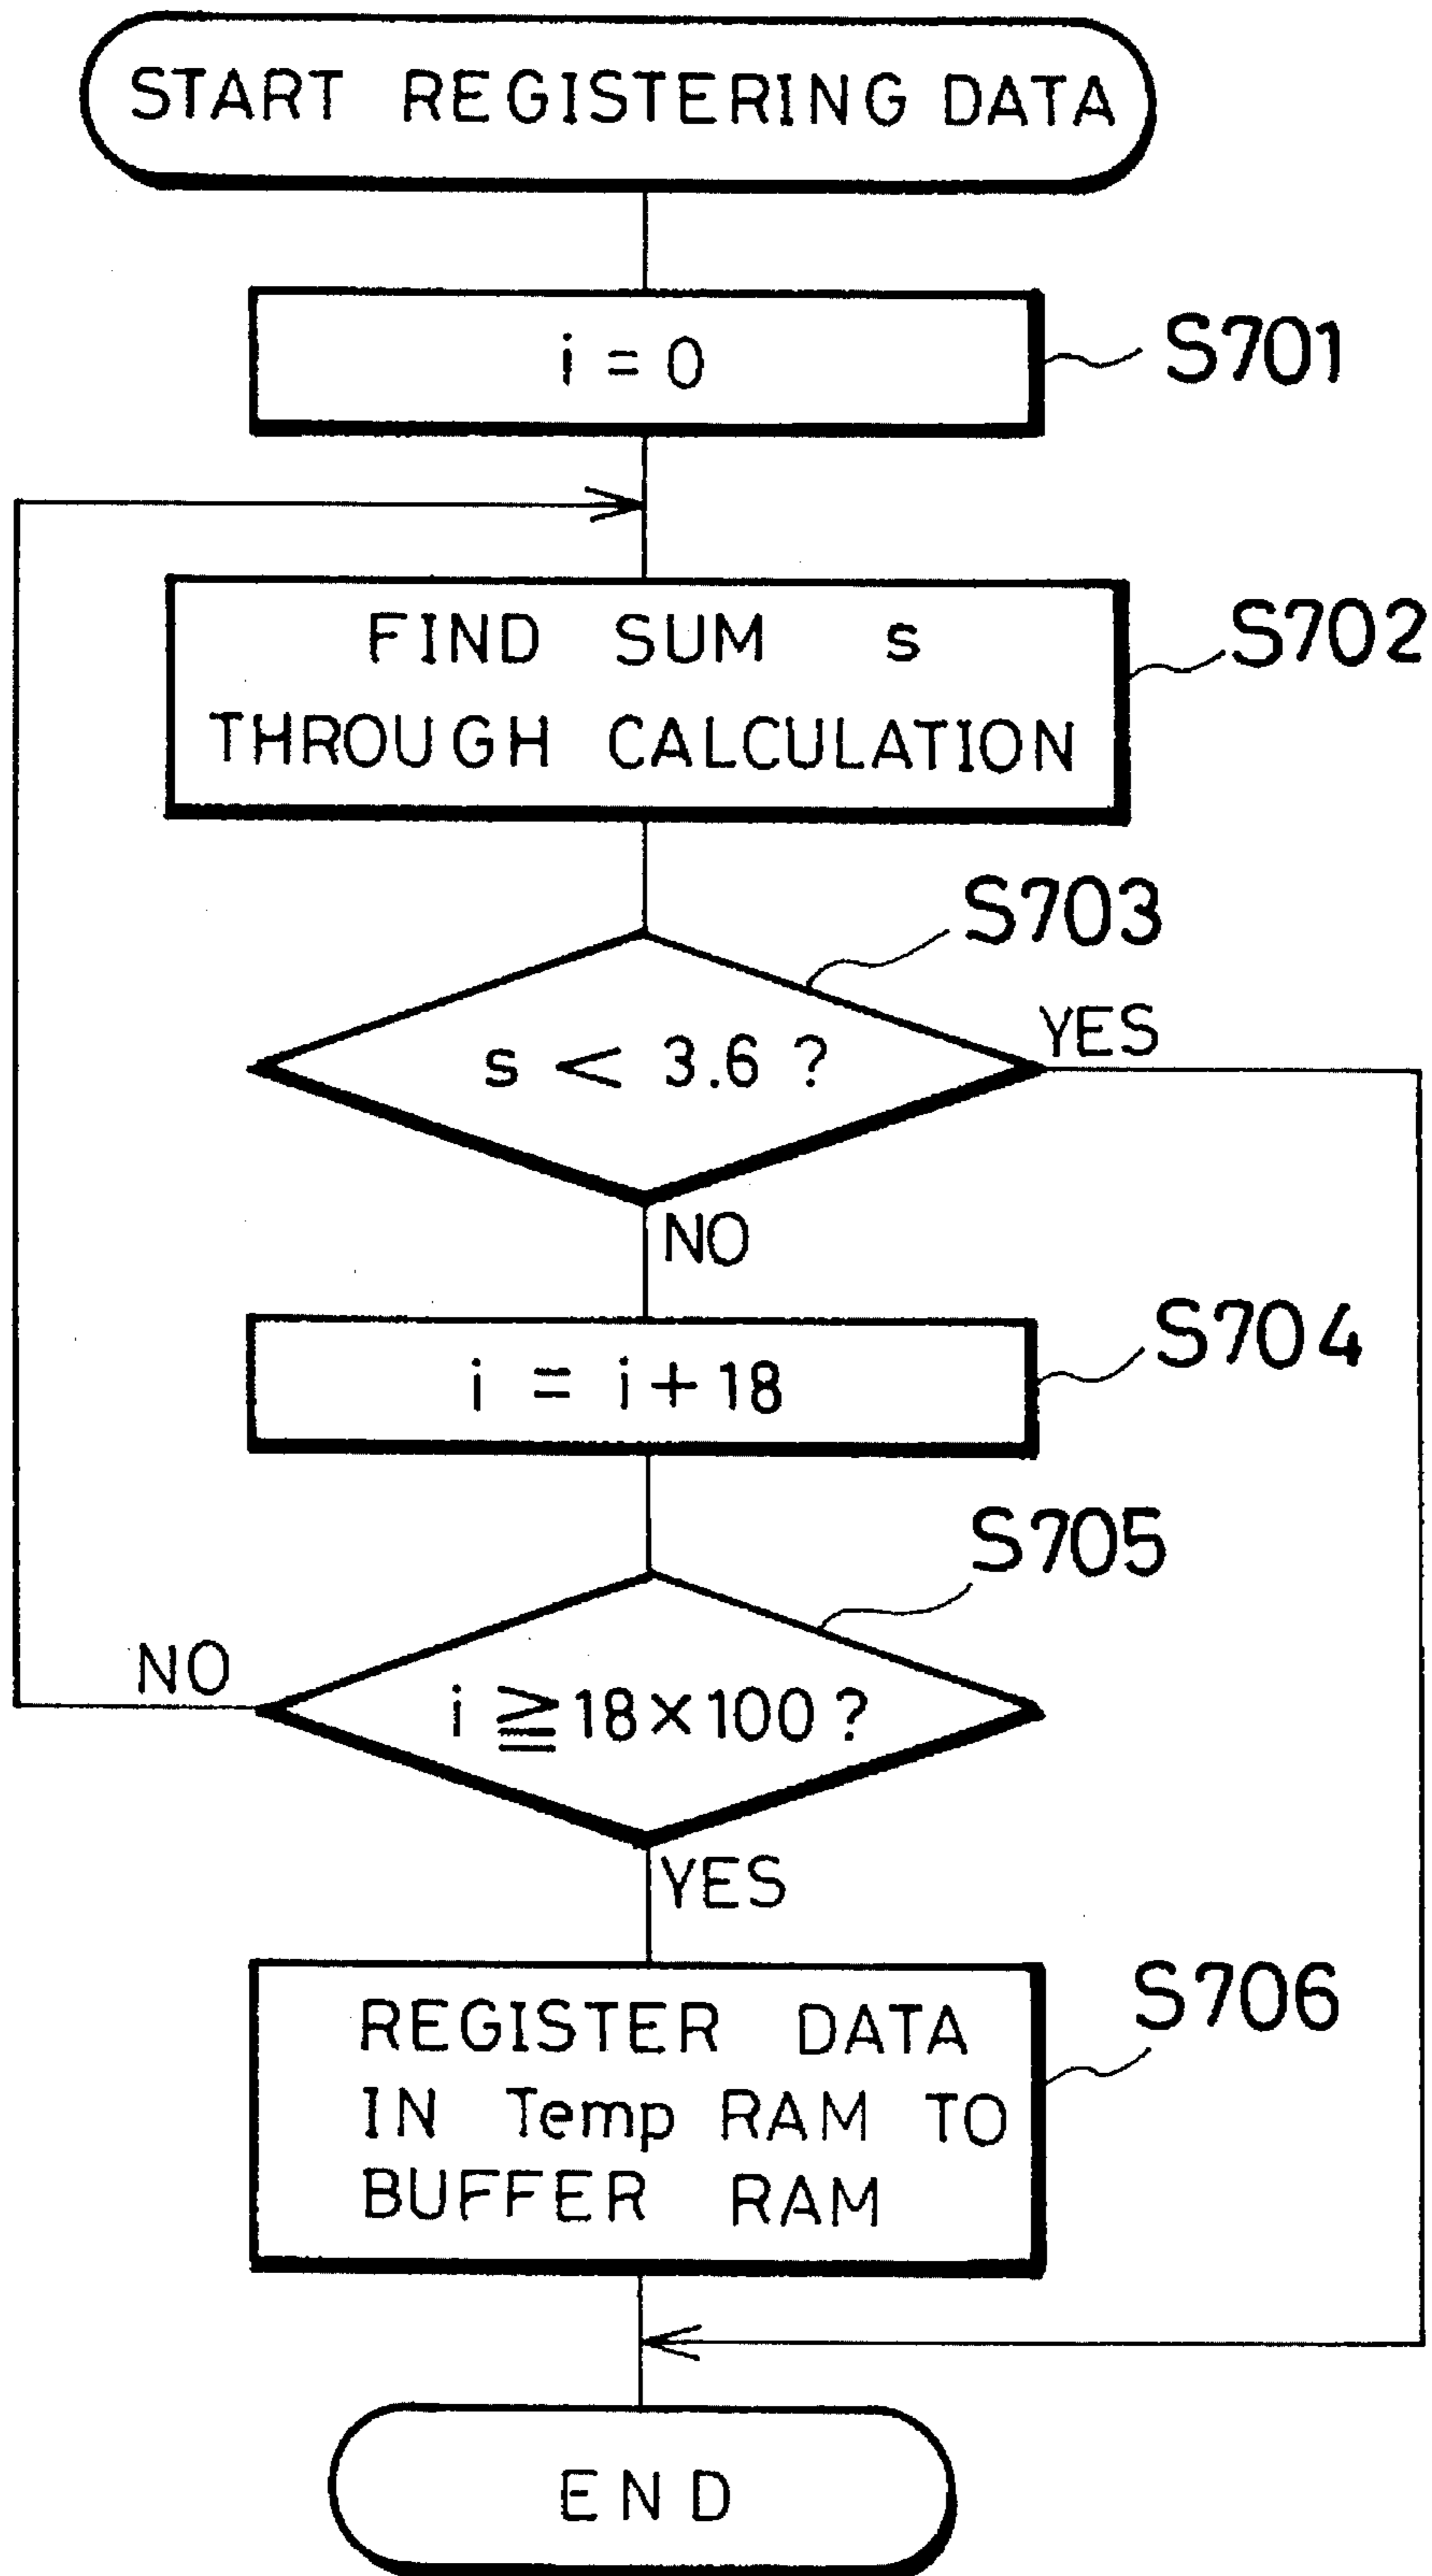 START REGISTERING DATA
i = 0
S701
FIND SUM s
THROUGH CALCULATION
S702
S703
s < 3.6 ?
YES
NO
i = i + 18
S704
S705
i ≧ 18 × 100 ?
NO
YES
REGISTER DATA
IN Temp RAM TO
BUFFER RAM
S706
END